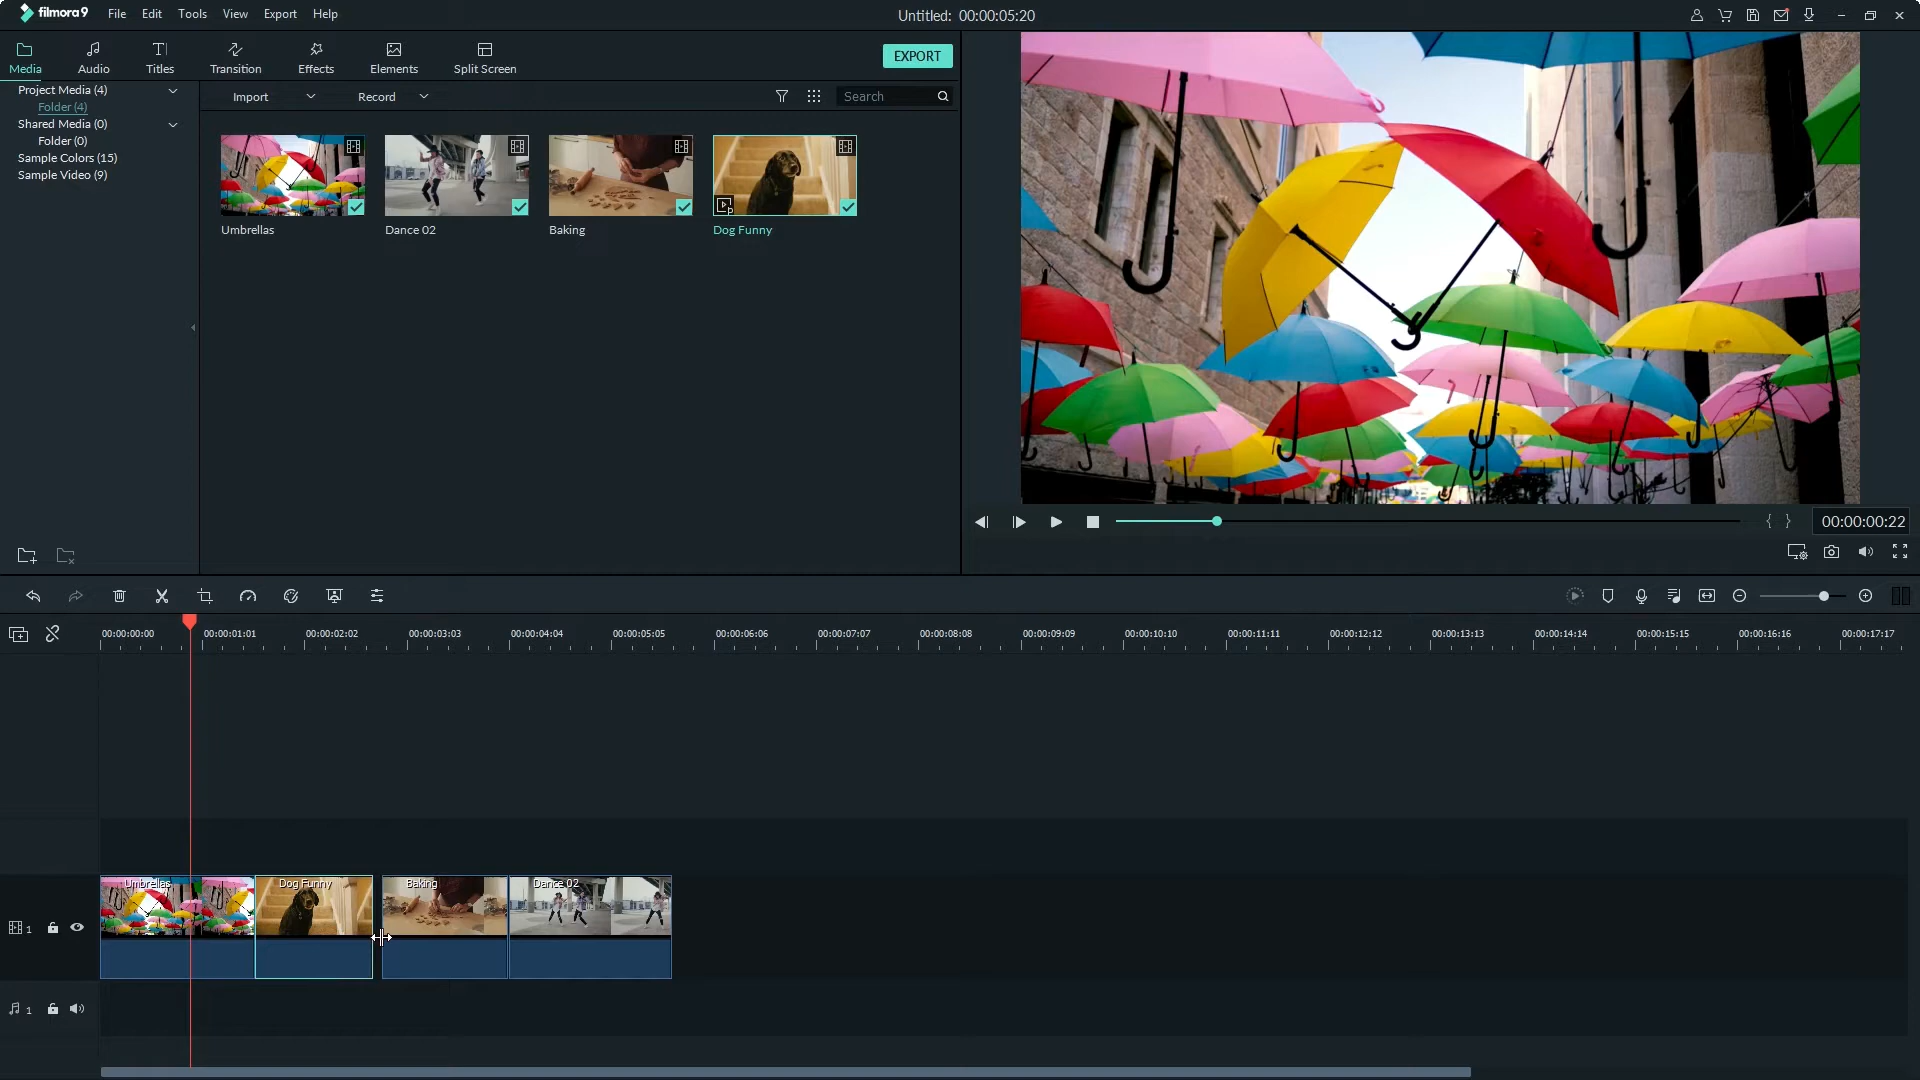 filmora9 File Edit Tools View Export Help Untitled: 00:00:05:20
Media Audio Titles Transition Effects Elements Split Screen EXPORT
Project Media (4)
Folder (4)
Shared Media (0)
Folder (0)
Sample Colors (15)
Sample Video (9)
Import Record Search
Umbrellas Dance 02 Baking Dog Funny
00:00:00:22
00:00:00:00 00:00:01:01 00:00:02:02 00:00:03:03 00:00:04:04 00:00:05:05 00:00:06:06 00:00:07:07 00:00:08:08 00:00:09:09 00:00:10:10 00:00:11:11 00:00:12:12 00:00:13:13 00:00:14:14 00:00:15:15 00:00:16:16 00:00:17:17
Umbrellas Dog Funny Baking Dance 02
1
1